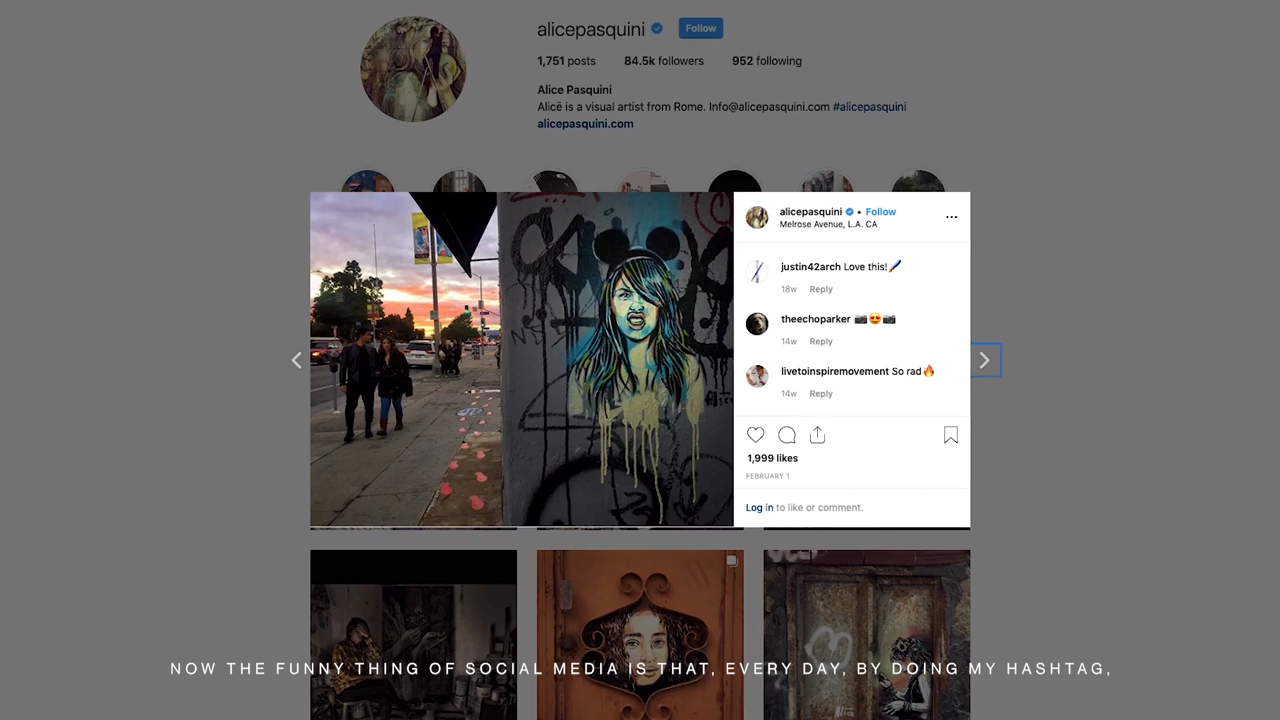 alicepasquini Follow
1,751 posts 84.5k followers 952 following
Alice Pasquini
Alicè is a visual artist from Rome. Info@alicepasquini.com #alicepasquini
alicepasquini.com
alicepasquini • Follow
Melrose Avenue, L.A. CA
justin42arch Love this!
18w Reply
theechoparker
14w Reply
livetoinspiremovement So rad🔥
14w Reply
1,999 likes
FEBRUARY 1
Log in to like or comment.
NOW THE FUNNY THING OF SOCIAL MEDIA IS THAT, EVERY DAY, BY DOING MY HASHTAG,